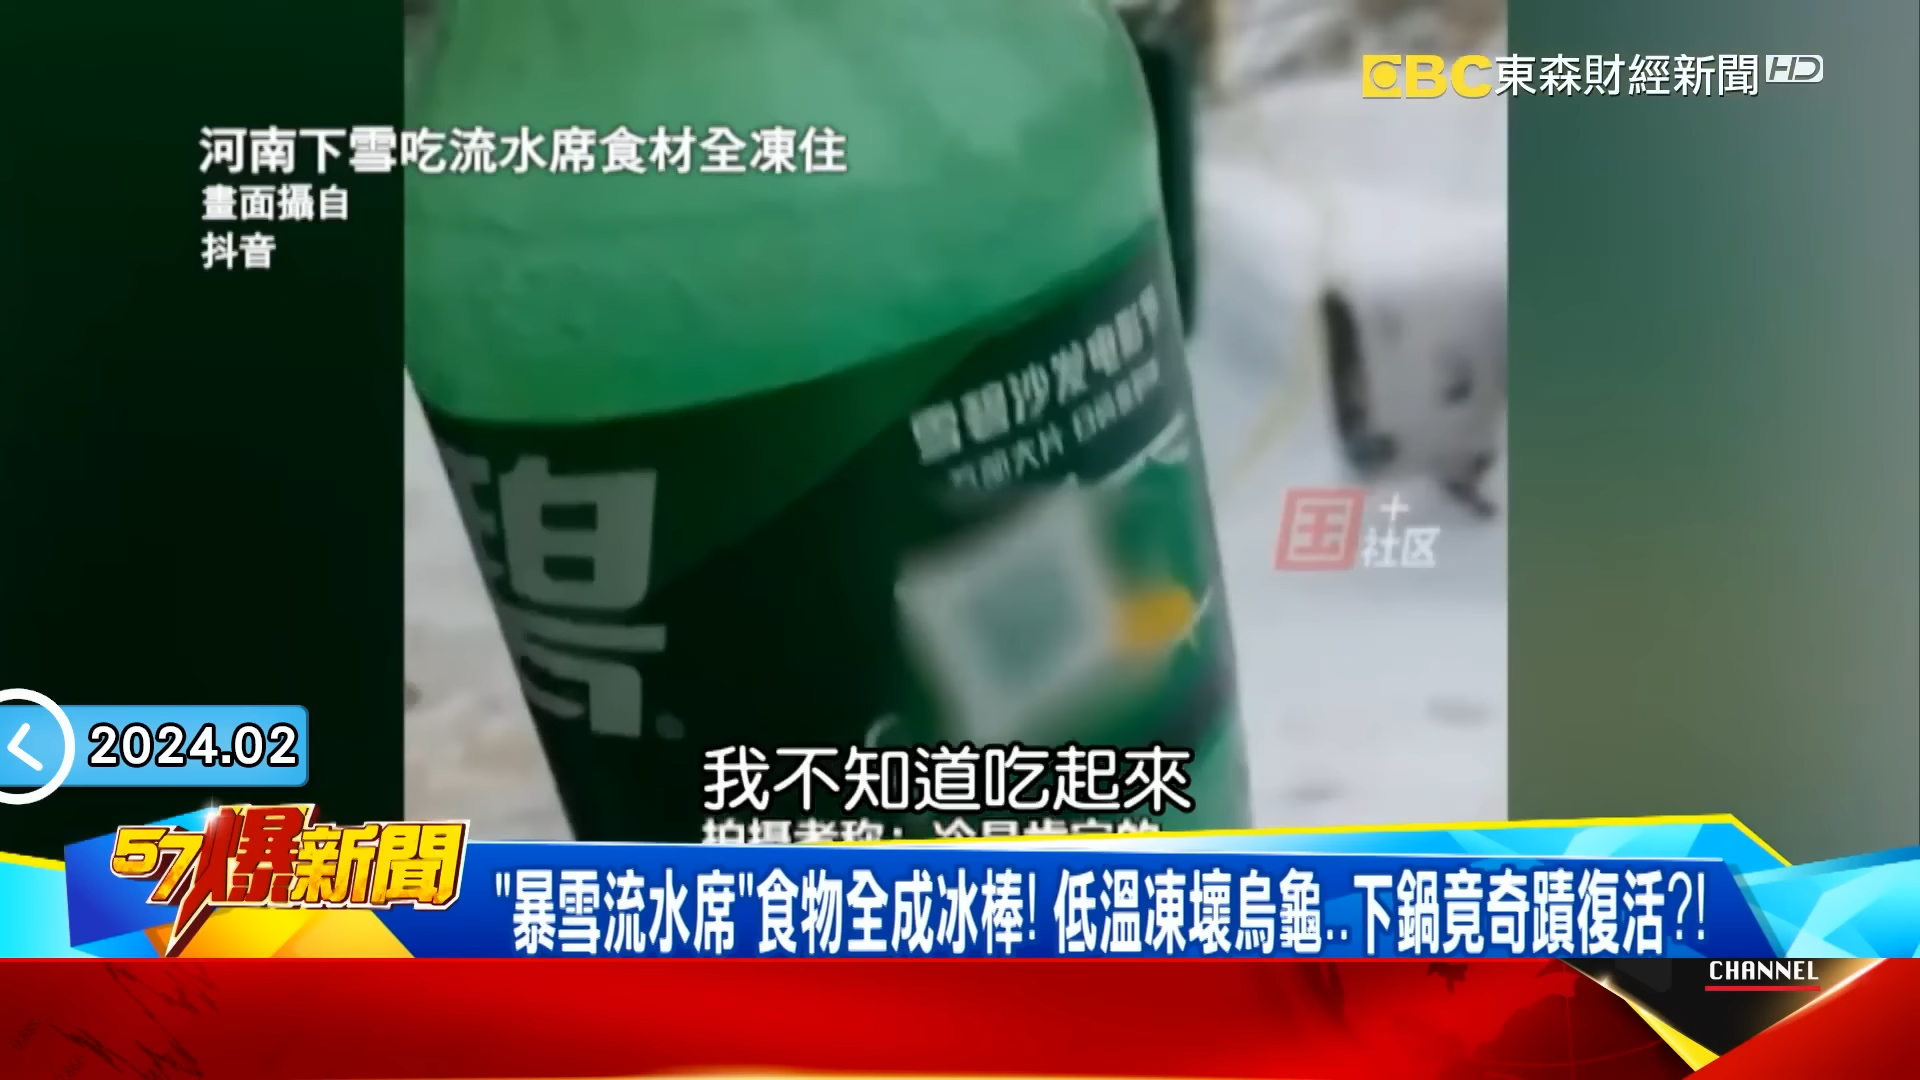 EBC東森財經新聞HD
河南下雪吃流水席食材全凍住
畫面攝自
抖音
雪碧沙发电影节
碧
国+
社区
2024.02
我不知道吃起來
57爆新聞
"暴雪流水席"食物全成冰棒!低溫凍壞烏龜..下鍋竟奇蹟復活?!
CHANNEL